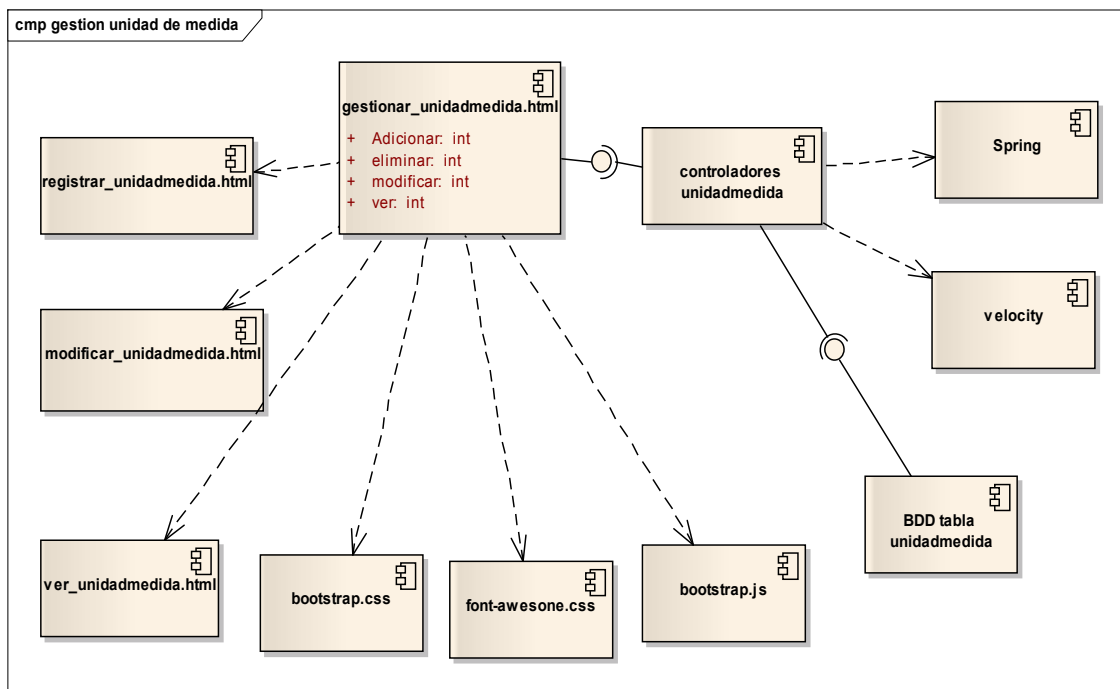 cmp gestion unidad de medida
gestionar_unidadmedida.html
+ Adicionar: int
+ eliminar: int
+ modificar: int
+ ver: int
registrar_unidadmedida.html
controladores
unidadmedida
Spring
velocity
modificar_unidadmedida.html
BDD tabla
unidadmedida
ver_unidadmedida.html
bootstrap.css
font-awesone.css
bootstrap.js